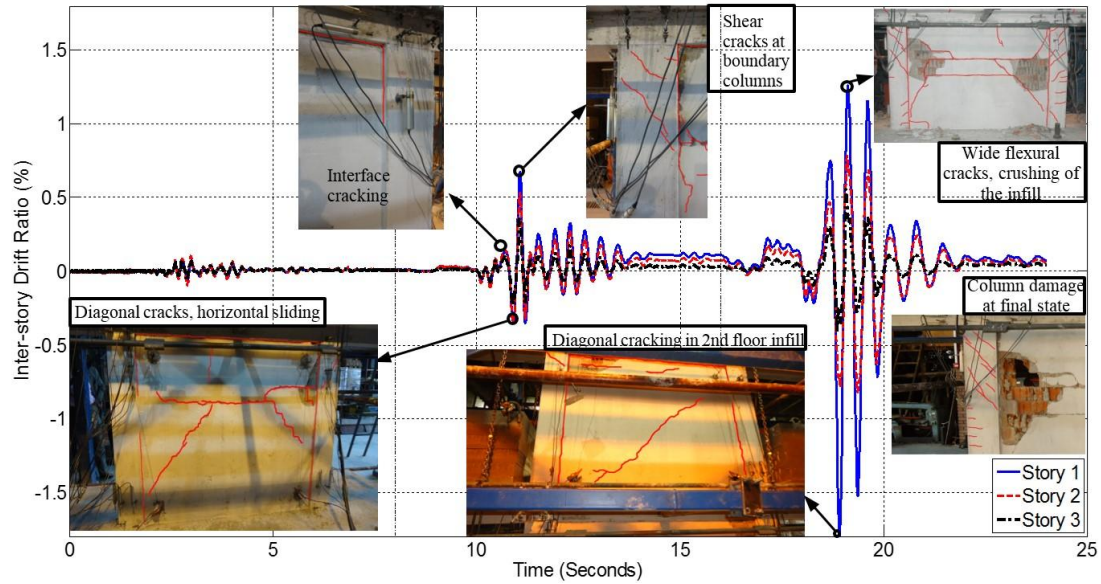 Inter-story Drift Ratio (%)
1.5
1
0.5
0
-0.5
-1
-1.5
Interface
cracking
Shear
cracks at
boundary
columns
Wide flexural
cracks, crushing of
the infill
Diagonal cracks, horizontal sliding
Diagonal cracking in 2nd floor infill
Column damage
at final state
Story 1
Story 2
Story 3
0
5
10
15
20
25
Time (Seconds)